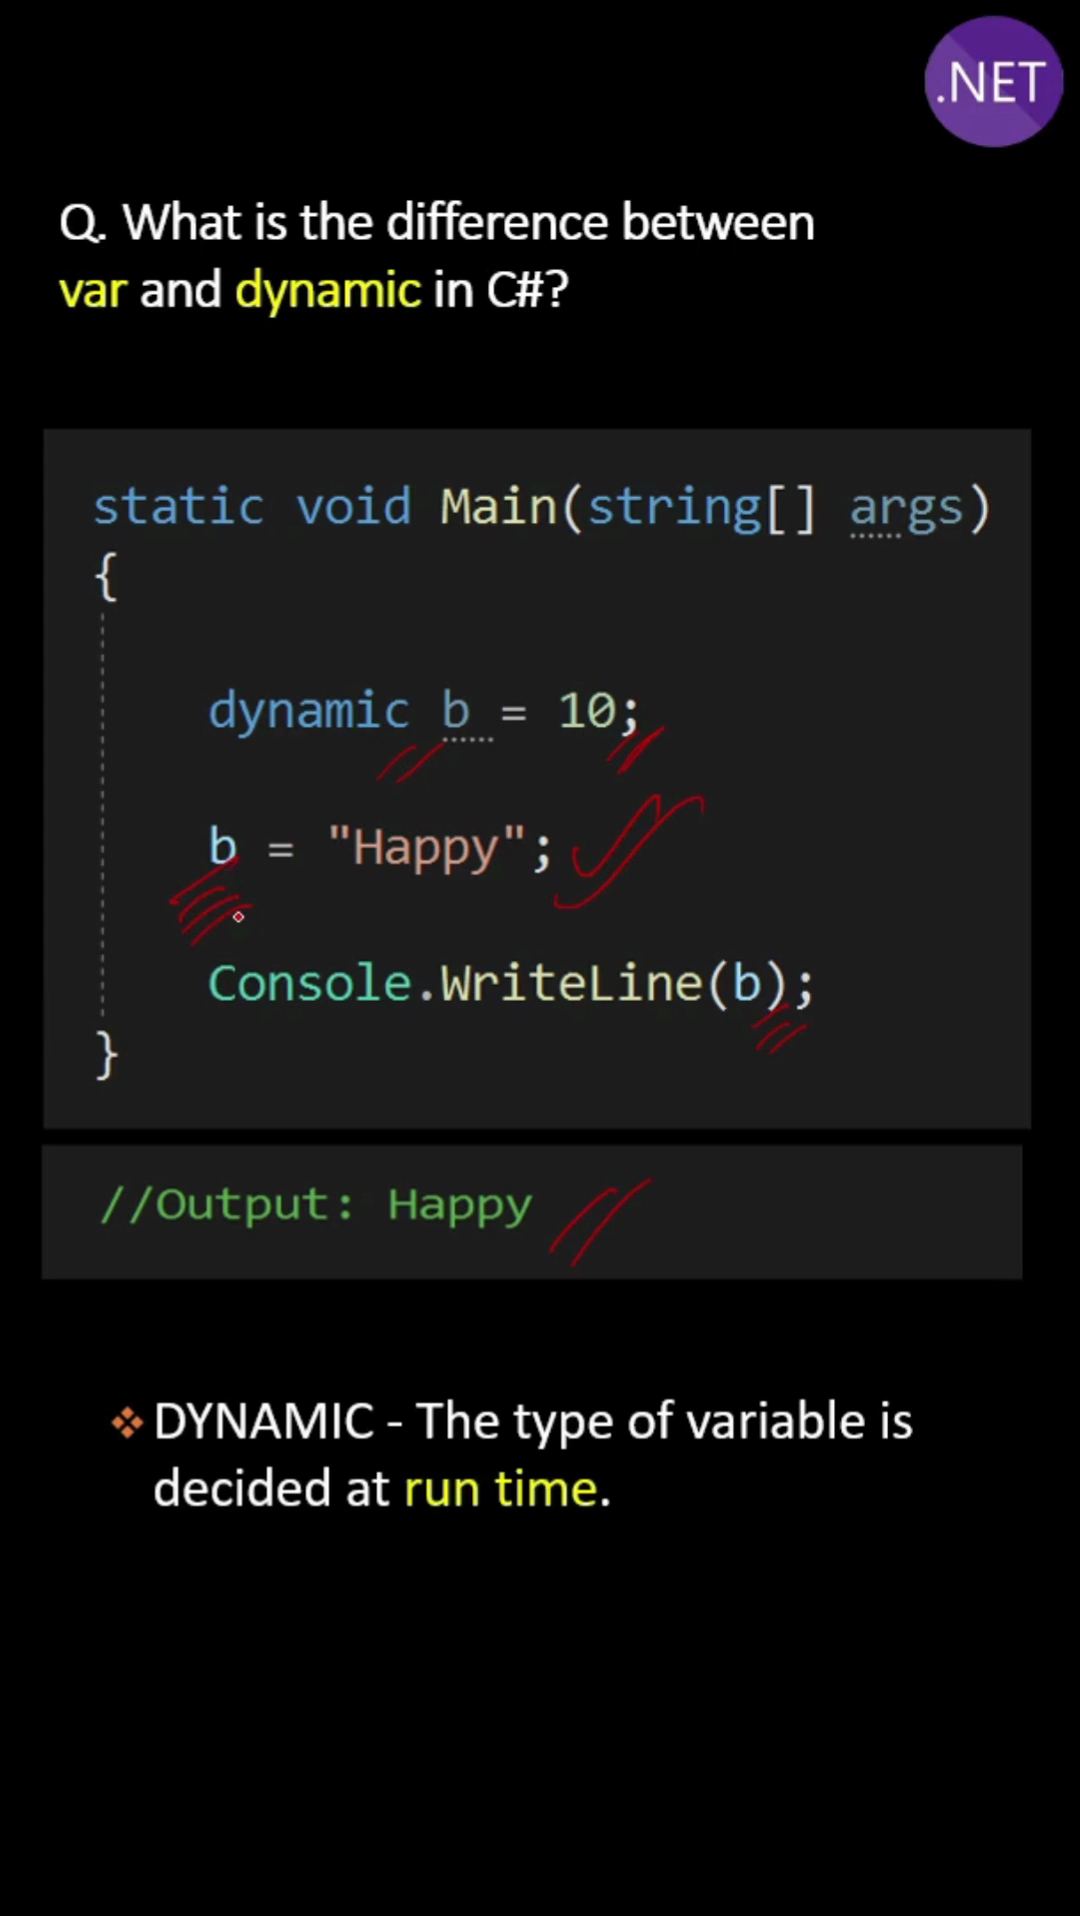 .NET
Q. What is the difference between
var and dynamic in C#?
static void Main(string[] args)
{
dynamic b = 10;
b = "Happy";
Console.WriteLine(b);
}
//Output: Happy
❖ DYNAMIC - The type of variable is
decided at run time.